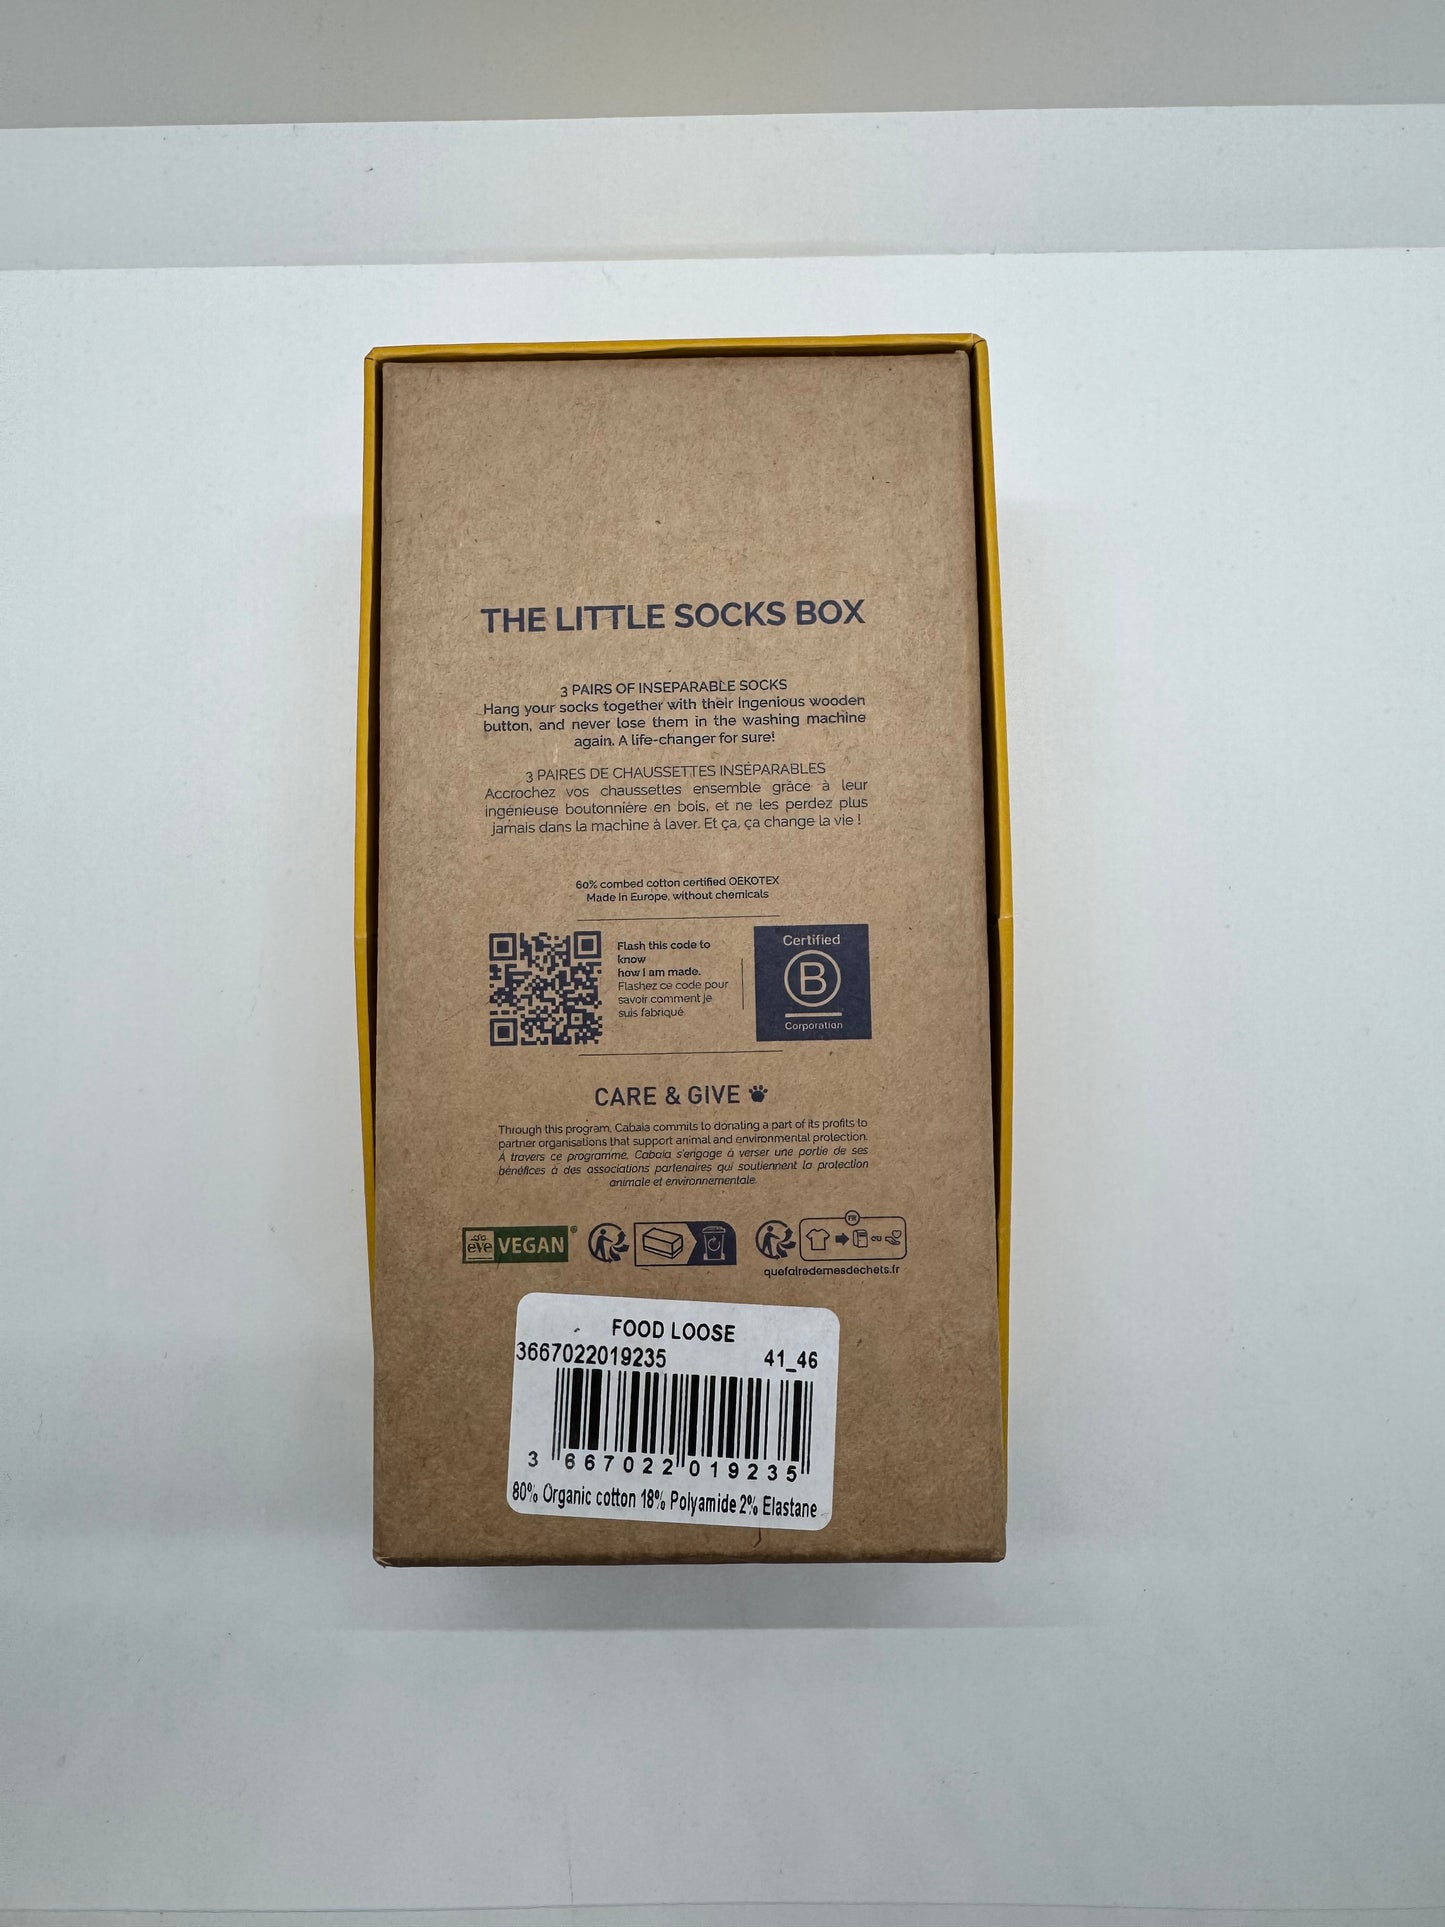 THE LITTLE SOCKS BOX
3 PAIRS OF INSEPARABLE SOCKS
Hang your socks together with their ingenious wooden
button, and never lose them in the washing machine
again. A life-changer for sure!
3 PAIRES DE CHAUSSETTES INSÉPARABLES
Accrochez vos chaussettes ensemble grâce à leur
ingénieuse boutonnière en bois, et ne les perdez plus
jamais dans la machine à laver. Et ça, ça change la vie !
60% combed cotton certified OEKOTEX
Made in Europe, without chemicals
Flash this code to
know
how I am made.
Flashez ce code pour
savoir comment je
suis fabriqué
Certified
B
Corporation
CARE & GIVE
Through this program, Cabaïa commits to donating a part of its profits to
partner organisations that support animal and environmental protection.
A travers ce programme, Cabaïa s'engage à verser une partie de ses
bénéfices à des associations partenaires qui soutiennent la protection
animale et environnementale.
eve VEGAN®
FR
ou
quefairedemesdechets.fr
FOOD LOOSE
3667022019235 41_46
3 667022 019235
80% Organic cotton 18% Polyamide 2% Elastane